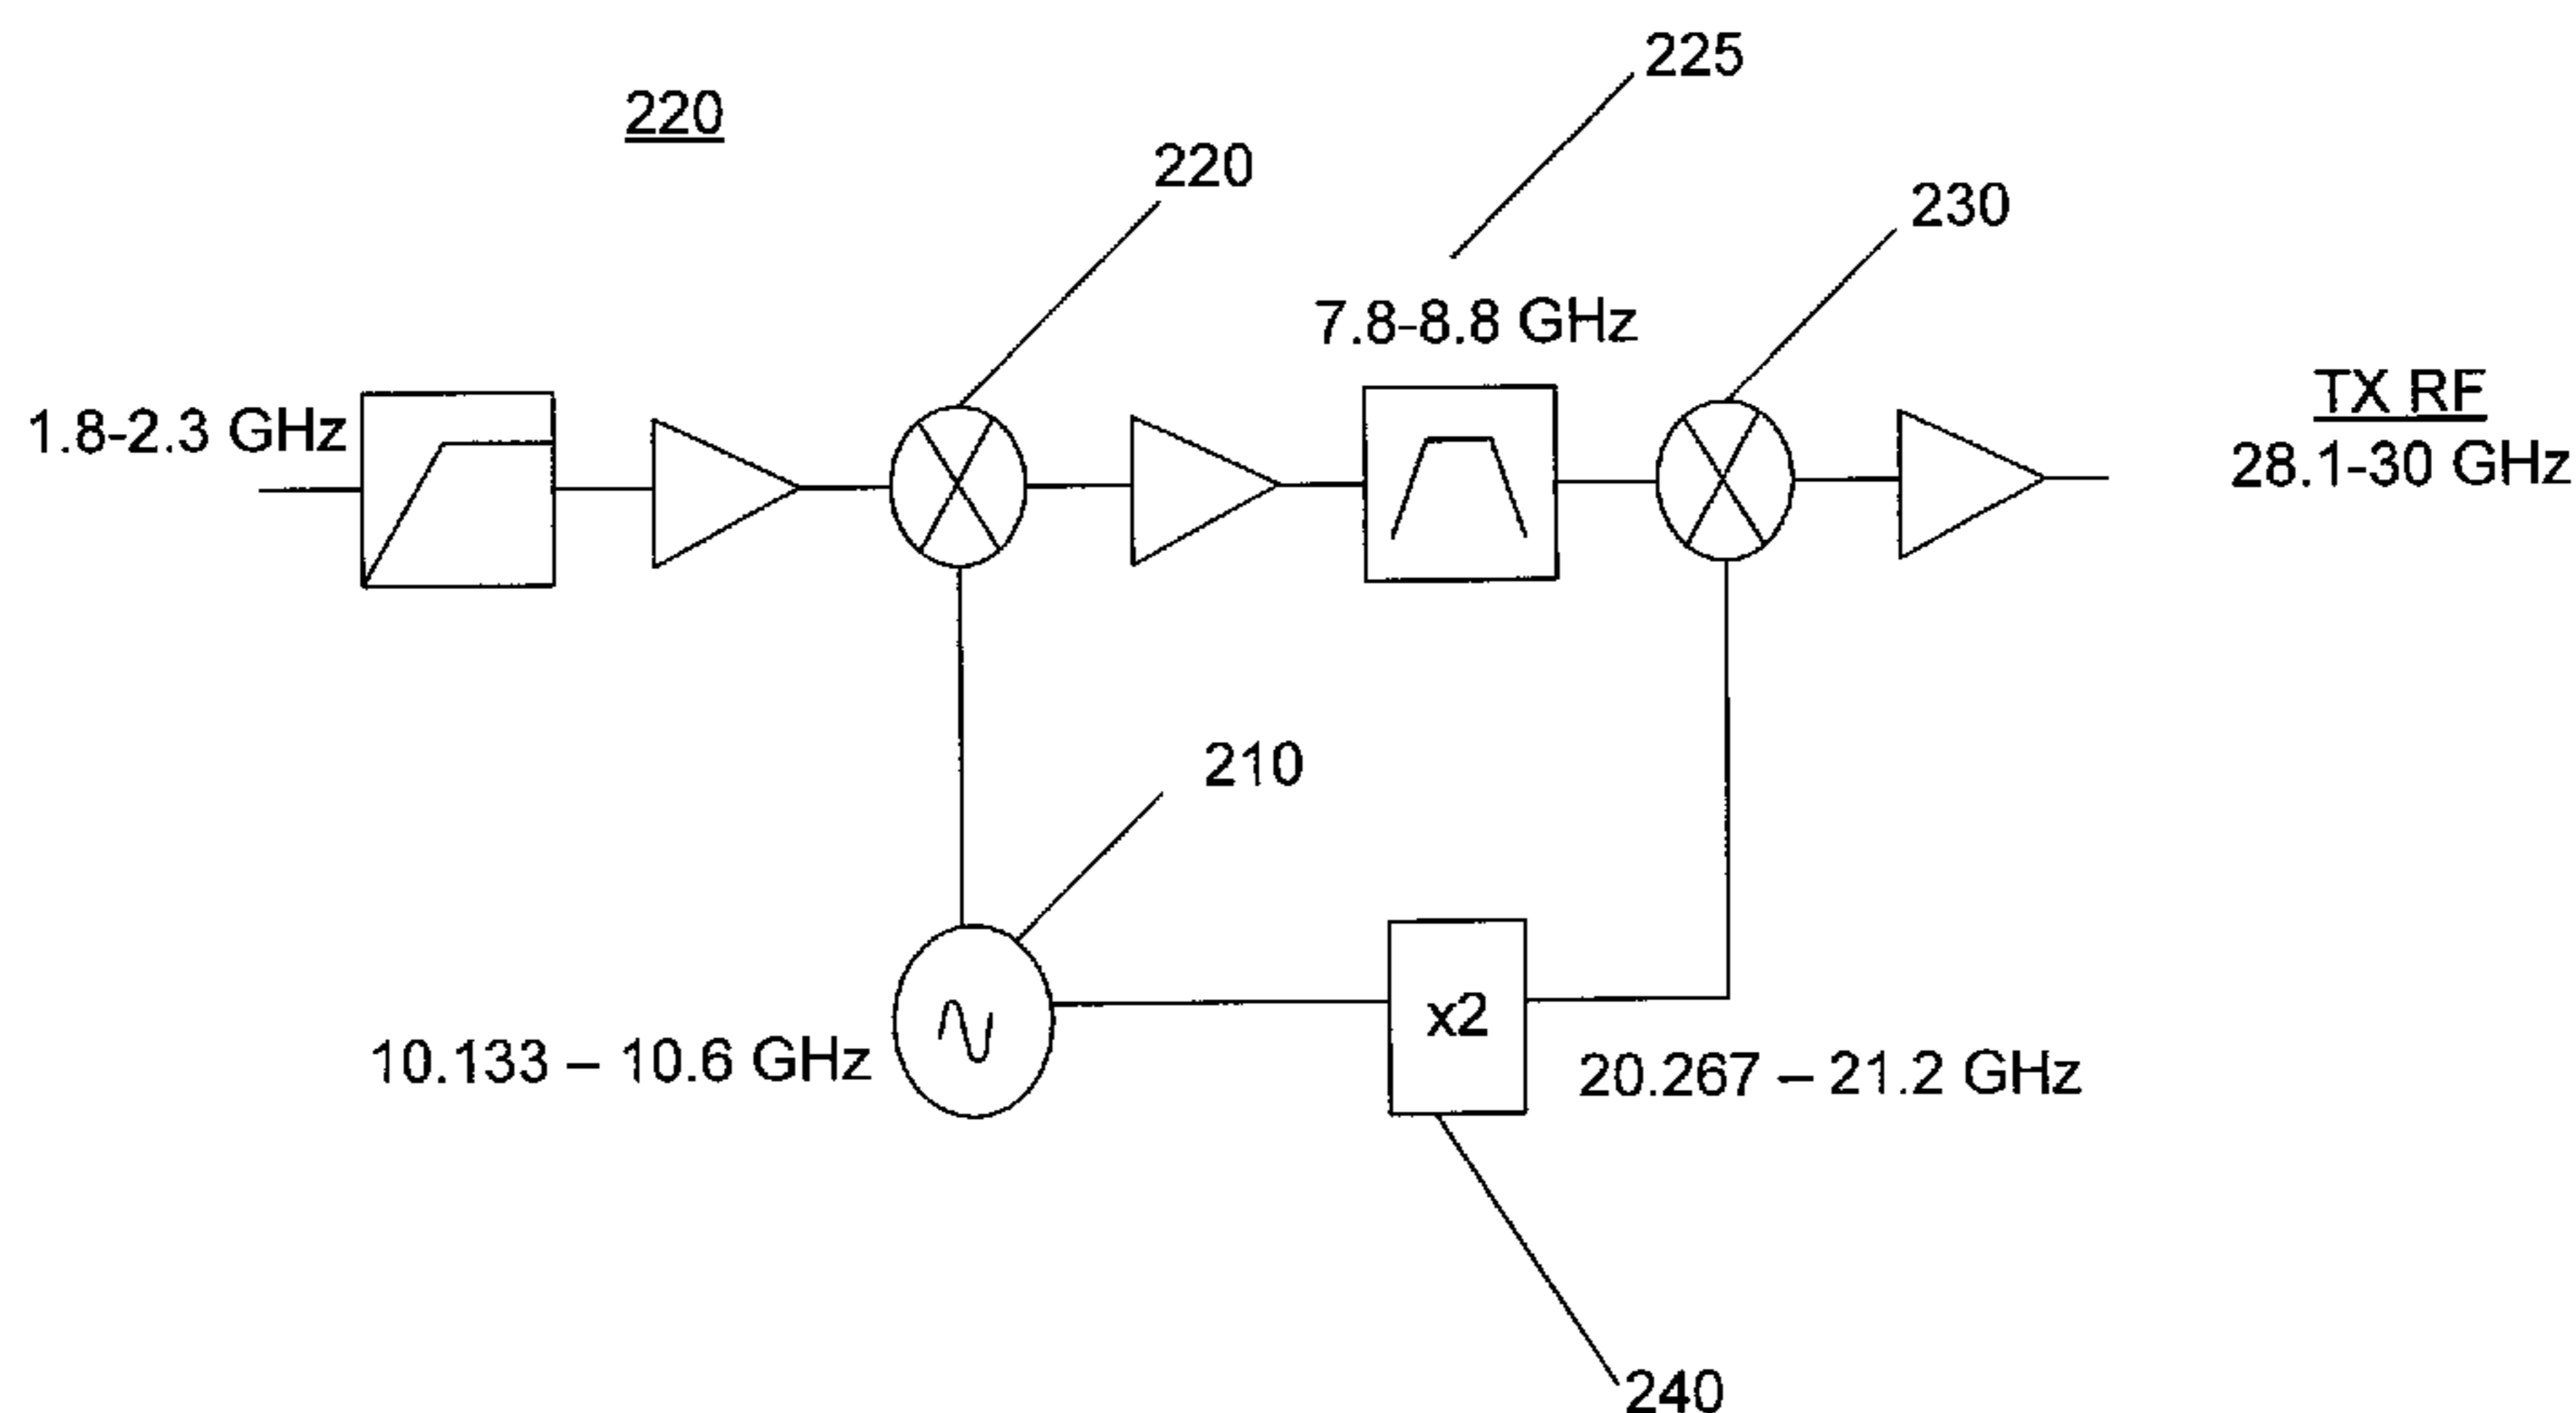 225
220
220
230
7.8-8.8 GHz
TX RF
1.8-2.3 GHz
28.1-30 GHz
210
x2
10.133 – 10.6 GHz
20.267 – 21.2 GHz
240